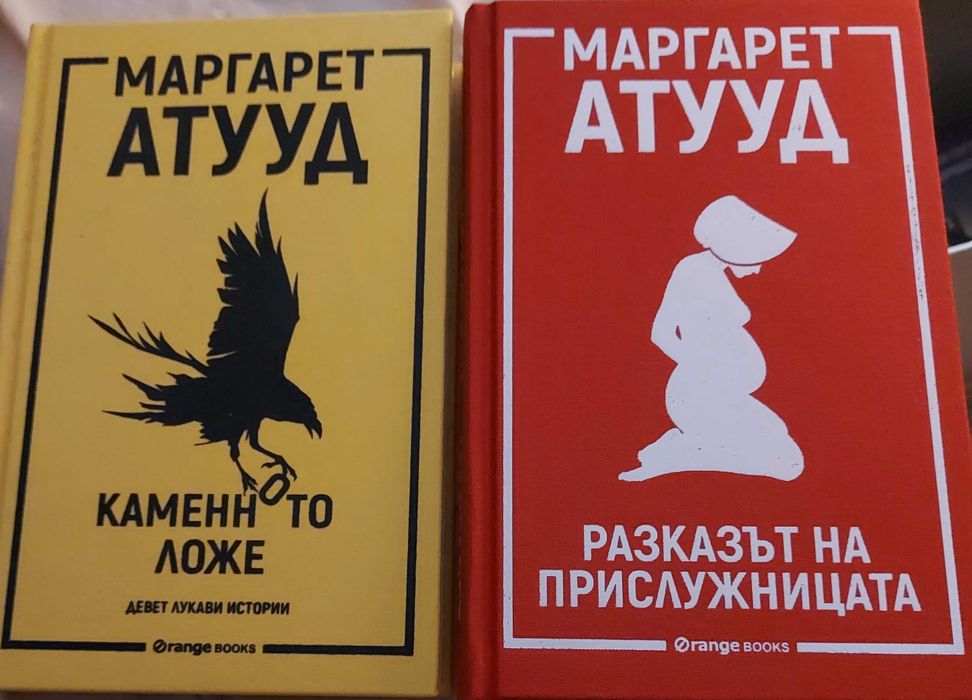 МАРГАРЕТ
АТУУД
КАМЕННОТО
ЛОЖЕ
ДЕВЕТ ЛУКАВИ ИСТОРИИ
Orange BOOKS
МАРГАРЕТ
АТУУД
РАЗКАЗЪТ НА
ПРИСЛУЖНИЦАТА
Orange BOOKS